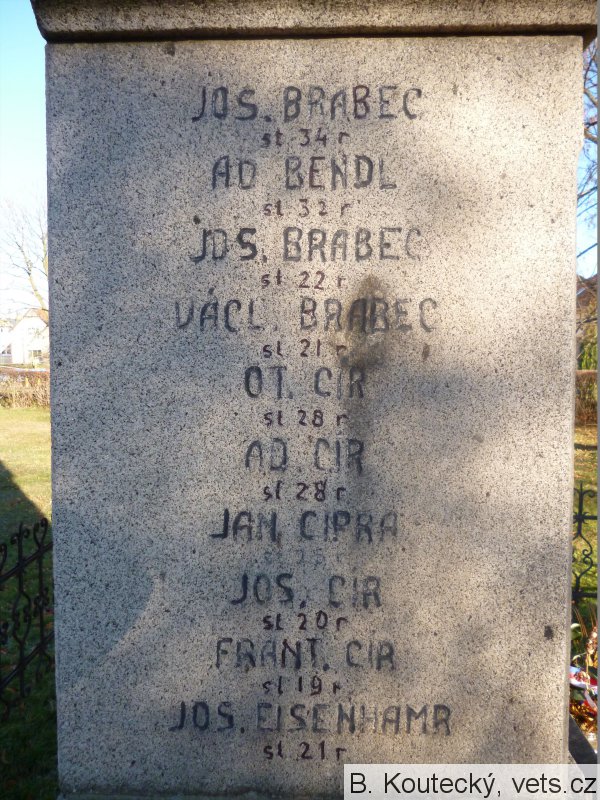 JOS. BRABEC
st 34 r
AD BENDL
st 32 r
JOS. BRABEC
st 22 r
VÁCL. BRABEC
st 21 r
OT. CÍR
st 28 r
AD. CÍR
st 28 r
JAN. CIPRA
st r
JOS. CÍR
st 20 r
FRANT. CÍR
st 19 r
JOS. EISENHAMR
st 21 r
B. Koutecký, vets.cz